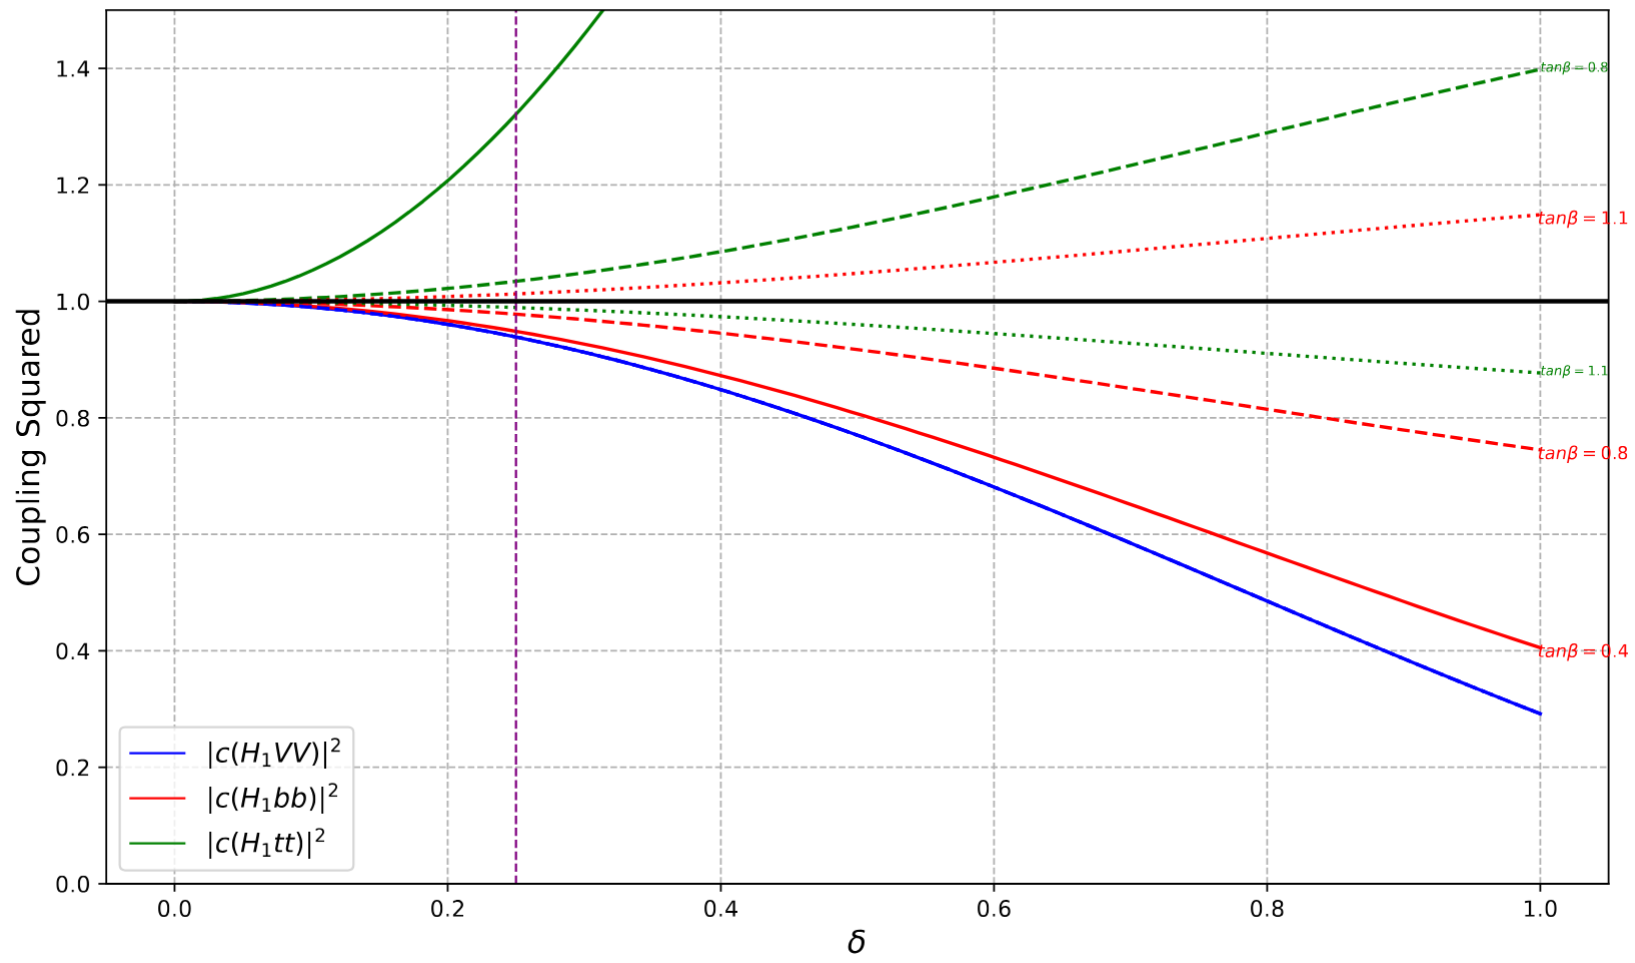 1.4
1.2
1.0
0.8
0.6
0.4
0.2
0.0
Coupling Squared
tanβ = 0.8
tanβ = 1.1
tanβ = 1.1
tanβ = 0.8
tanβ = 0.4
|c(H₁VV)|²
|c(H₁bb)|²
|c(H₁tt)|²
0.0 0.2 0.4 0.6 0.8 1.0
δ